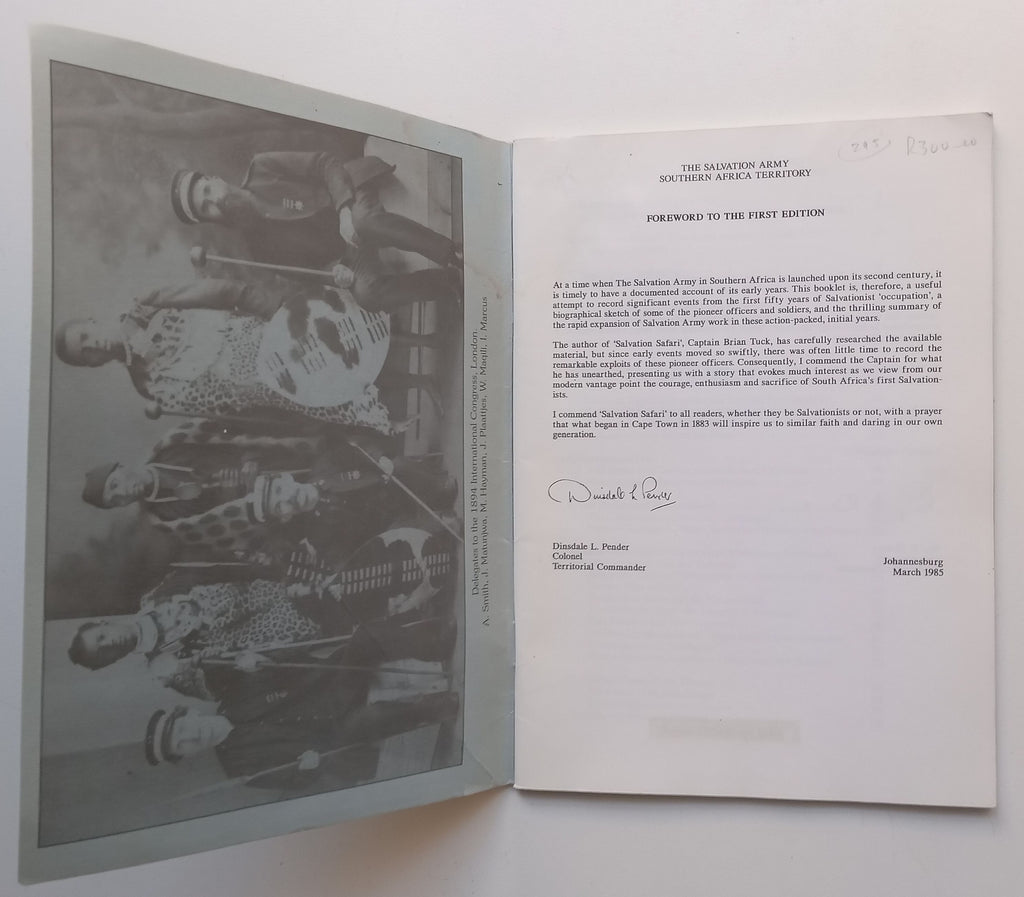 Delegates to the 1894 International Congress, London.
A. Smith, J. Matunjwa, M. Hayman, J. Plaatjes, W. Magill, I. Marcus
295 R300-00
THE SALVATION ARMY
SOUTHERN AFRICA TERRITORY
FOREWORD TO THE FIRST EDITION
At a time when The Salvation Army in Southern Africa is launched upon its second century, it
is timely to have a documented account of its early years. This booklet is, therefore, a useful
attempt to record significant events from the first fifty years of Salvationist 'occupation', a
biographical sketch of some of the pioneer officers and soldiers, and the thrilling summary of
the rapid expansion of Salvation Army work in these action-packed, initial years.
The author of 'Salvation Safari', Captain Brian Tuck, has carefully researched the available
material, but since early events moved so swiftly, there was often little time to record the
remarkable exploits of these pioneer officers. Consequently, I commend the Captain for what
he has unearthed, presenting us with a story that evokes much interest as we view from our
modern vantage point the courage, enthusiasm and sacrifice of South Africa's first Salvation-
ists.
I commend 'Salvation Safari' to all readers, whether they be Salvationists or not, with a prayer
that what began in Cape Town in 1883 will inspire us to similar faith and daring in our own
generation.
Dinsdale L Pender
Dinsdale L. Pender
Colonel
Territorial Commander
Johannesburg
March 1985